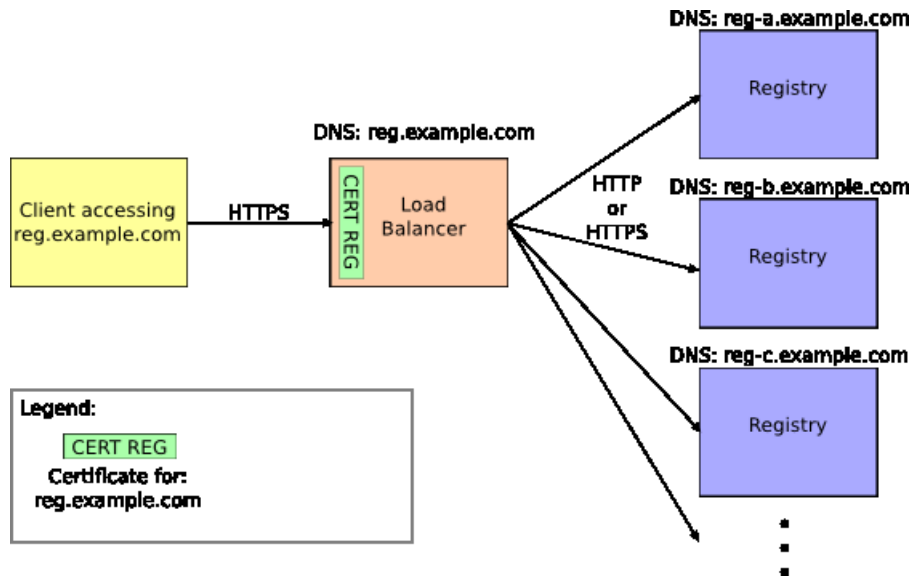 DNS: reg-a.example.com
Registry
DNS: reg.example.com
Client accessing
reg.example.com
HTTPS
CERT REG
Load
Balancer
HTTP
or
HTTPS
DNS: reg-b.example.com
Registry
DNS: reg-c.example.com
Registry
Legend:
CERT REG
Certificate for:
reg.example.com